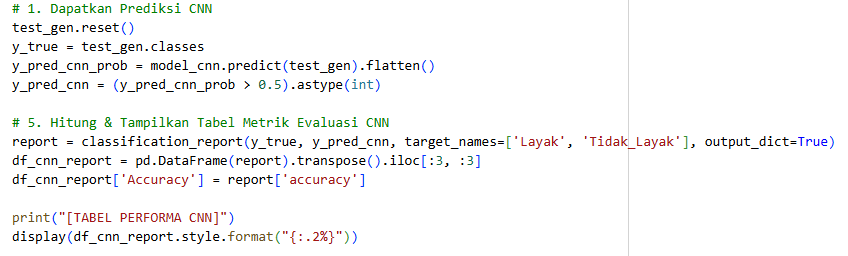 # 1. Dapatkan Prediksi CNN
test_gen.reset()
y_true = test_gen.classes
y_pred_cnn_prob = model_cnn.predict(test_gen).flatten()
y_pred_cnn = (y_pred_cnn_prob > 0.5).astype(int)
# 5. Hitung & Tampilkan Tabel Metrik Evaluasi CNN
report = classification_report(y_true, y_pred_cnn, target_names=['Layak', 'Tidak_Layak'], output_dict=True)
df_cnn_report = pd.DataFrame(report).transpose().iloc[:3, :3]
df_cnn_report['Accuracy'] = report['accuracy']
print("[TABEL PERFORMA CNN]")
display(df_cnn_report.style.format("{:.2%}"))